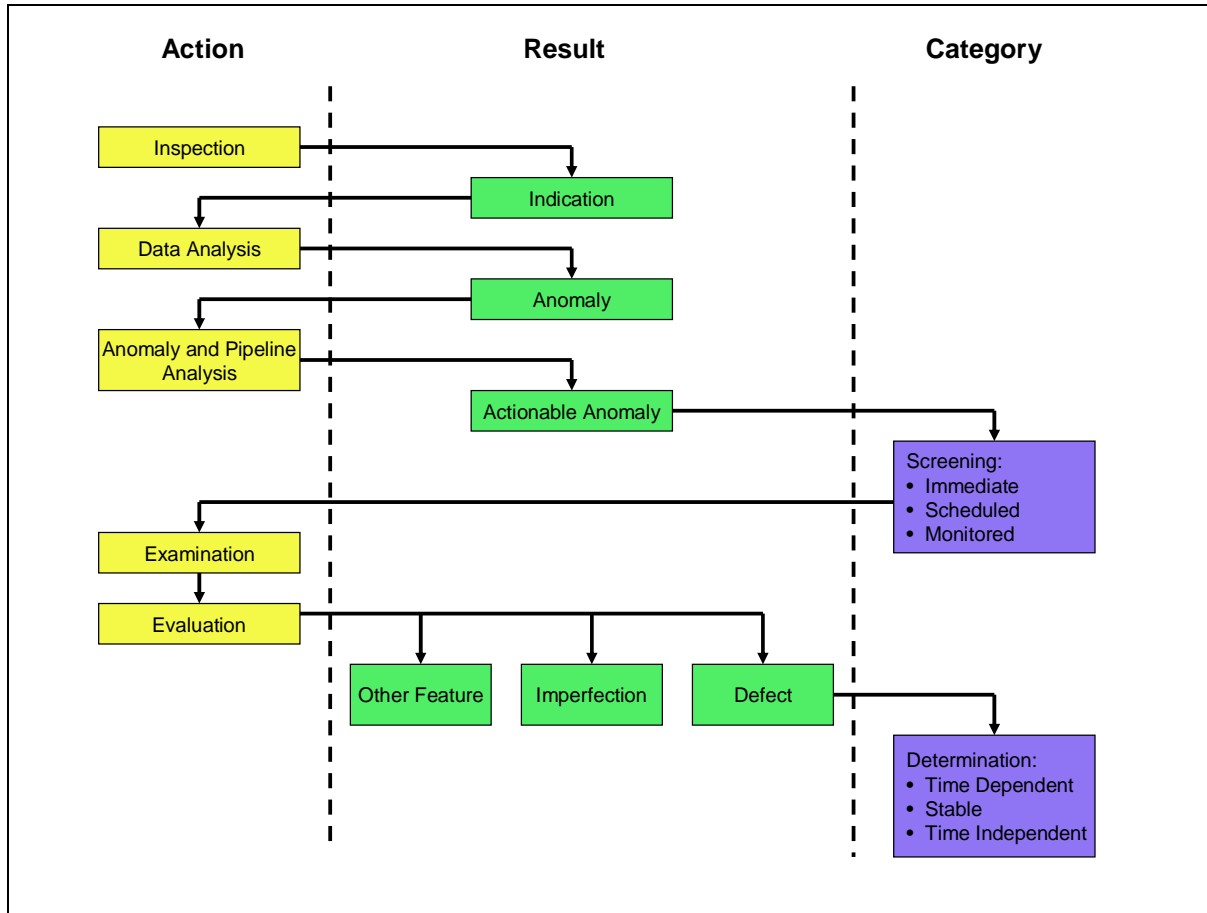 Action
Result
Category
Inspection
Indication
Data Analysis
Anomaly
Anomaly and Pipeline
Analysis
Actionable Anomaly
Screening:
• Immediate
• Scheduled
• Monitored
Examination
Evaluation
Other Feature
Imperfection
Defect
Determination:
• Time Dependent
• Stable
• Time Independent